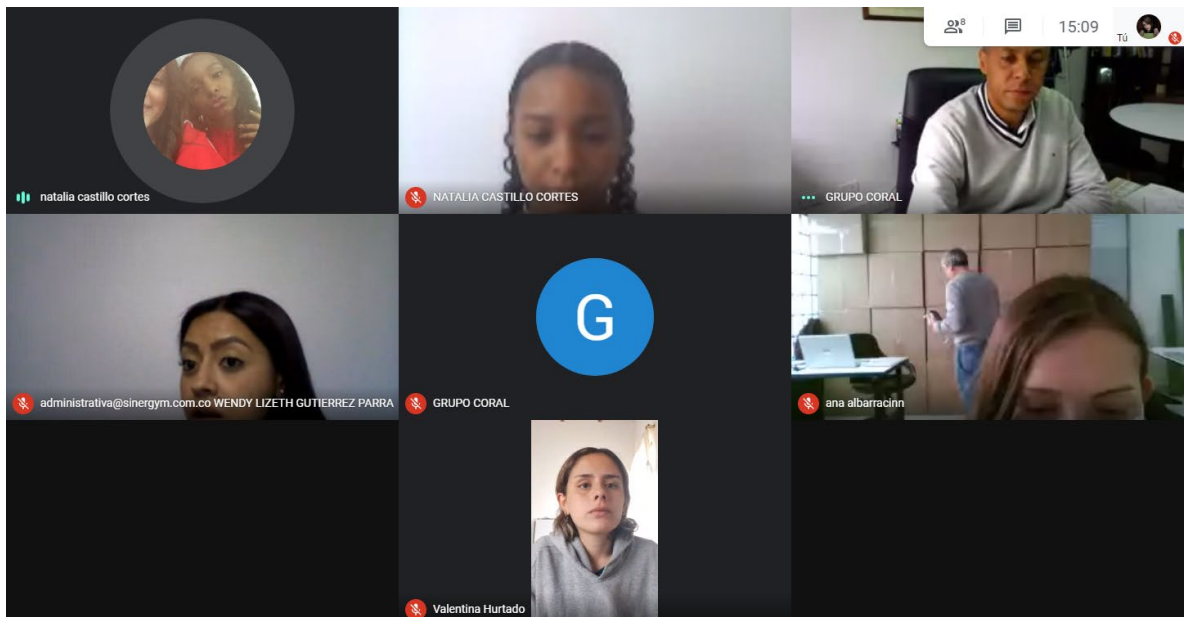 8
15:09
Tú
natalia castillo cortes
NATALIA CASTILLO CORTES
GRUPO CORAL
administrativa@sinergym.com.co WENDY LIZETH GUTIERREZ PARRA
G
GRUPO CORAL
ana albarracinn
Valentina Hurtado